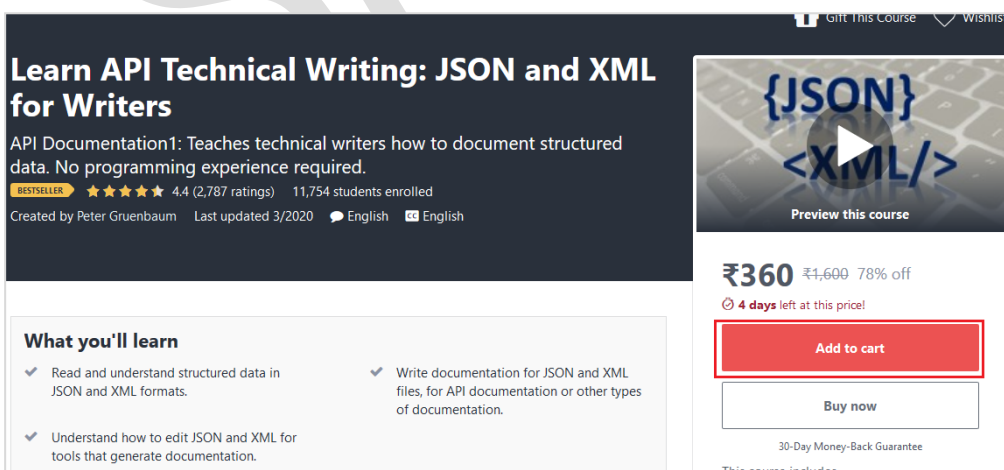 Gift This Course Wishlist
Learn API Technical Writing: JSON and XML
for Writers
API Documentation1: Teaches technical writers how to document structured
data. No programming experience required.
BESTSELLER 4.4 (2,787 ratings) 11,754 students enrolled
Created by Peter Gruenbaum Last updated 3/2020 English CC English
{JSON}
<XML/>
Preview this course
₹360 ₹1,600 78% off
4 days left at this price!
Add to cart
Buy now
30-Day Money-Back Guarantee
This course includes
What you'll learn
Read and understand structured data in
JSON and XML formats.
Understand how to edit JSON and XML for
tools that generate documentation.
Write documentation for JSON and XML
files, for API documentation or other types
of documentation.